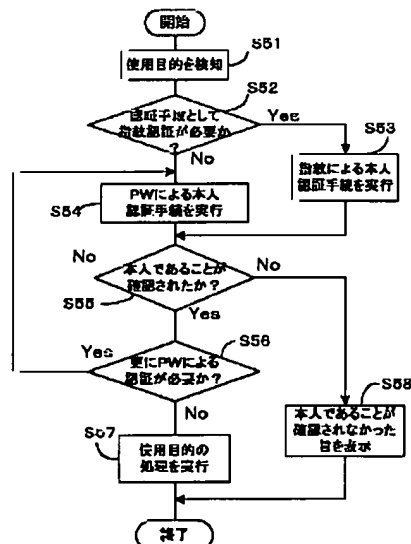 開始
S51
使用目的を検知
S52
認証手段として
指紋認証が必要か
?
Yes
S53
No
指紋による本人
認証手続を実行
PWによる本人
認証手続を実行
S54
No
本人であることが
確認されたか?
No
S55
Yes
S56
Yes
更にPWによる
認証が必要か?
S58
No
本人であることが
確認されなかった
旨を表示
S57
使用目的の
処理を実行
終了